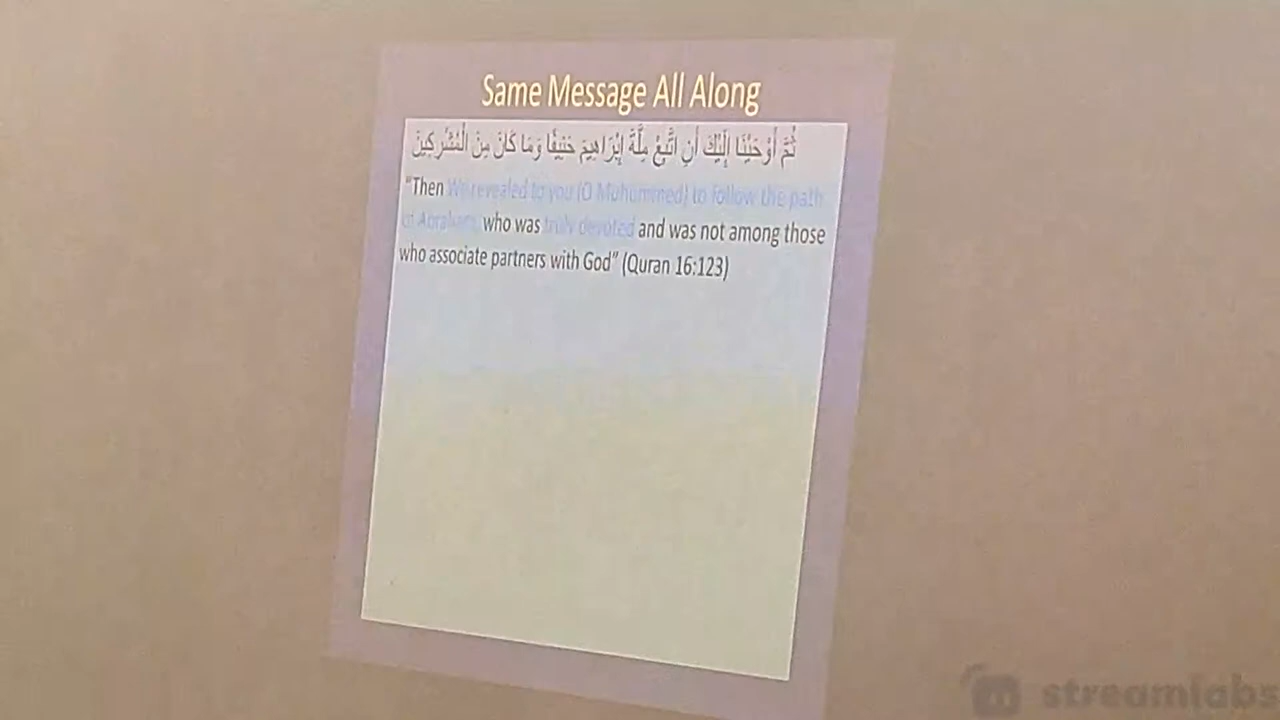 Same Message All Along
ثُمَّ أَوْحَيْنَا إِلَيْكَ أَنِ اتَّبِعْ مِلَّةَ إِبْرَاهِيمَ حَنِيفًا وَمَا كَانَ مِنَ الْمُشْرِكِينَ
"Then We revealed to you (O Muhummed) to follow the path
of Abraham, who was truly devoted and was not among those
who associate partners with God" (Quran 16:123)
streamlabs